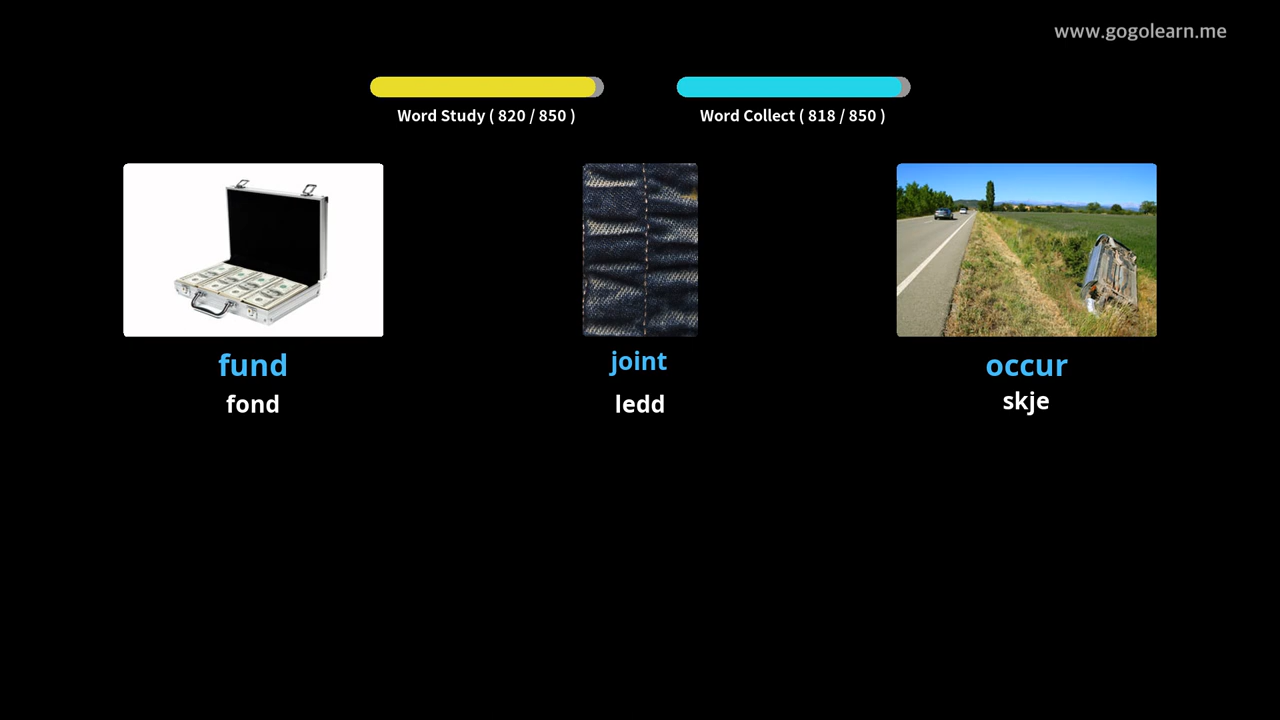 www.gogolearn.me
Word Study ( 820 / 850 )
Word Collect ( 818 / 850 )
fund
fond
joint
ledd
occur
skje